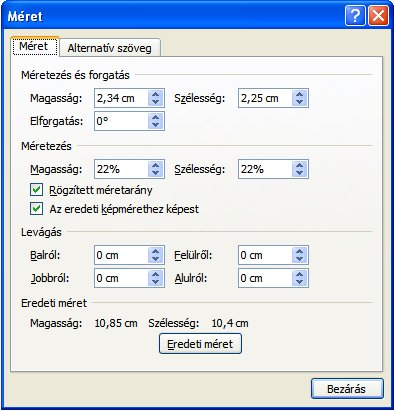 Méret
Méret Alternatív szöveg
Méretezés és forgatás
Magasság: 2,34 cm Szélesség: 2,25 cm
Elforgatás: 0°
Méretezés
Magasság: 22% Szélesség: 22%
Rögzített méretarány
Az eredeti képmérethez képest
Levágás
Balról: 0 cm Felülről: 0 cm
Jobbról: 0 cm Alulról: 0 cm
Eredeti méret
Magasság: 10,85 cm Szélesség: 10,4 cm
Eredeti méret
Bezárás